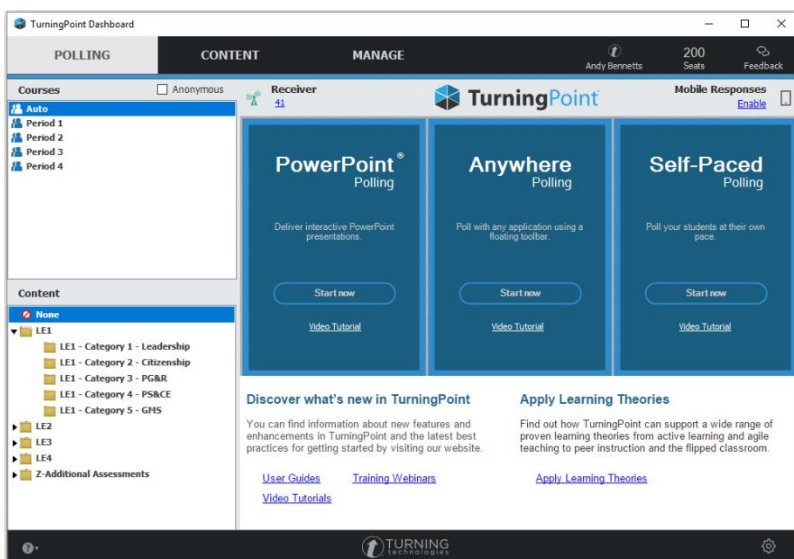 TurningPoint Dashboard
POLLING
CONTENT
MANAGE
Andy Bennetts
200
Seats
Feedback
Courses
Anonymous
Auto
Period 1
Period 2
Period 3
Period 4
Receiver
41
TurningPoint
Mobile Responses
Enable
PowerPoint®
Polling
Deliver interactive PowerPoint
presentations.
Start now
Video Tutorial
Anywhere
Polling
Poll with any application using a
floating toolbar.
Start now
Video Tutorial
Self-Paced
Polling
Poll your students at their own
pace.
Start now
Video Tutorial
Content
None
LE1
LE1 - Category 1 - Leadership
LE1 - Category 2 - Citizenship
LE1 - Category 3 - PG&R
LE1 - Category 4 - PS&CE
LE1 - Category 5 - GMS
LE2
LE3
LE4
Z-Additional Assessments
Discover what's new in TurningPoint
You can find information about new features and
enhancements in TurningPoint and the latest best
practices for getting started by visiting our website.
User Guides
Training Webinars
Video Tutorials
Apply Learning Theories
Find out how TurningPoint can support a wide range of
proven learning theories from active learning and agile
teaching to peer instruction and the flipped classroom.
Apply Learning Theories
TURNING
technologies